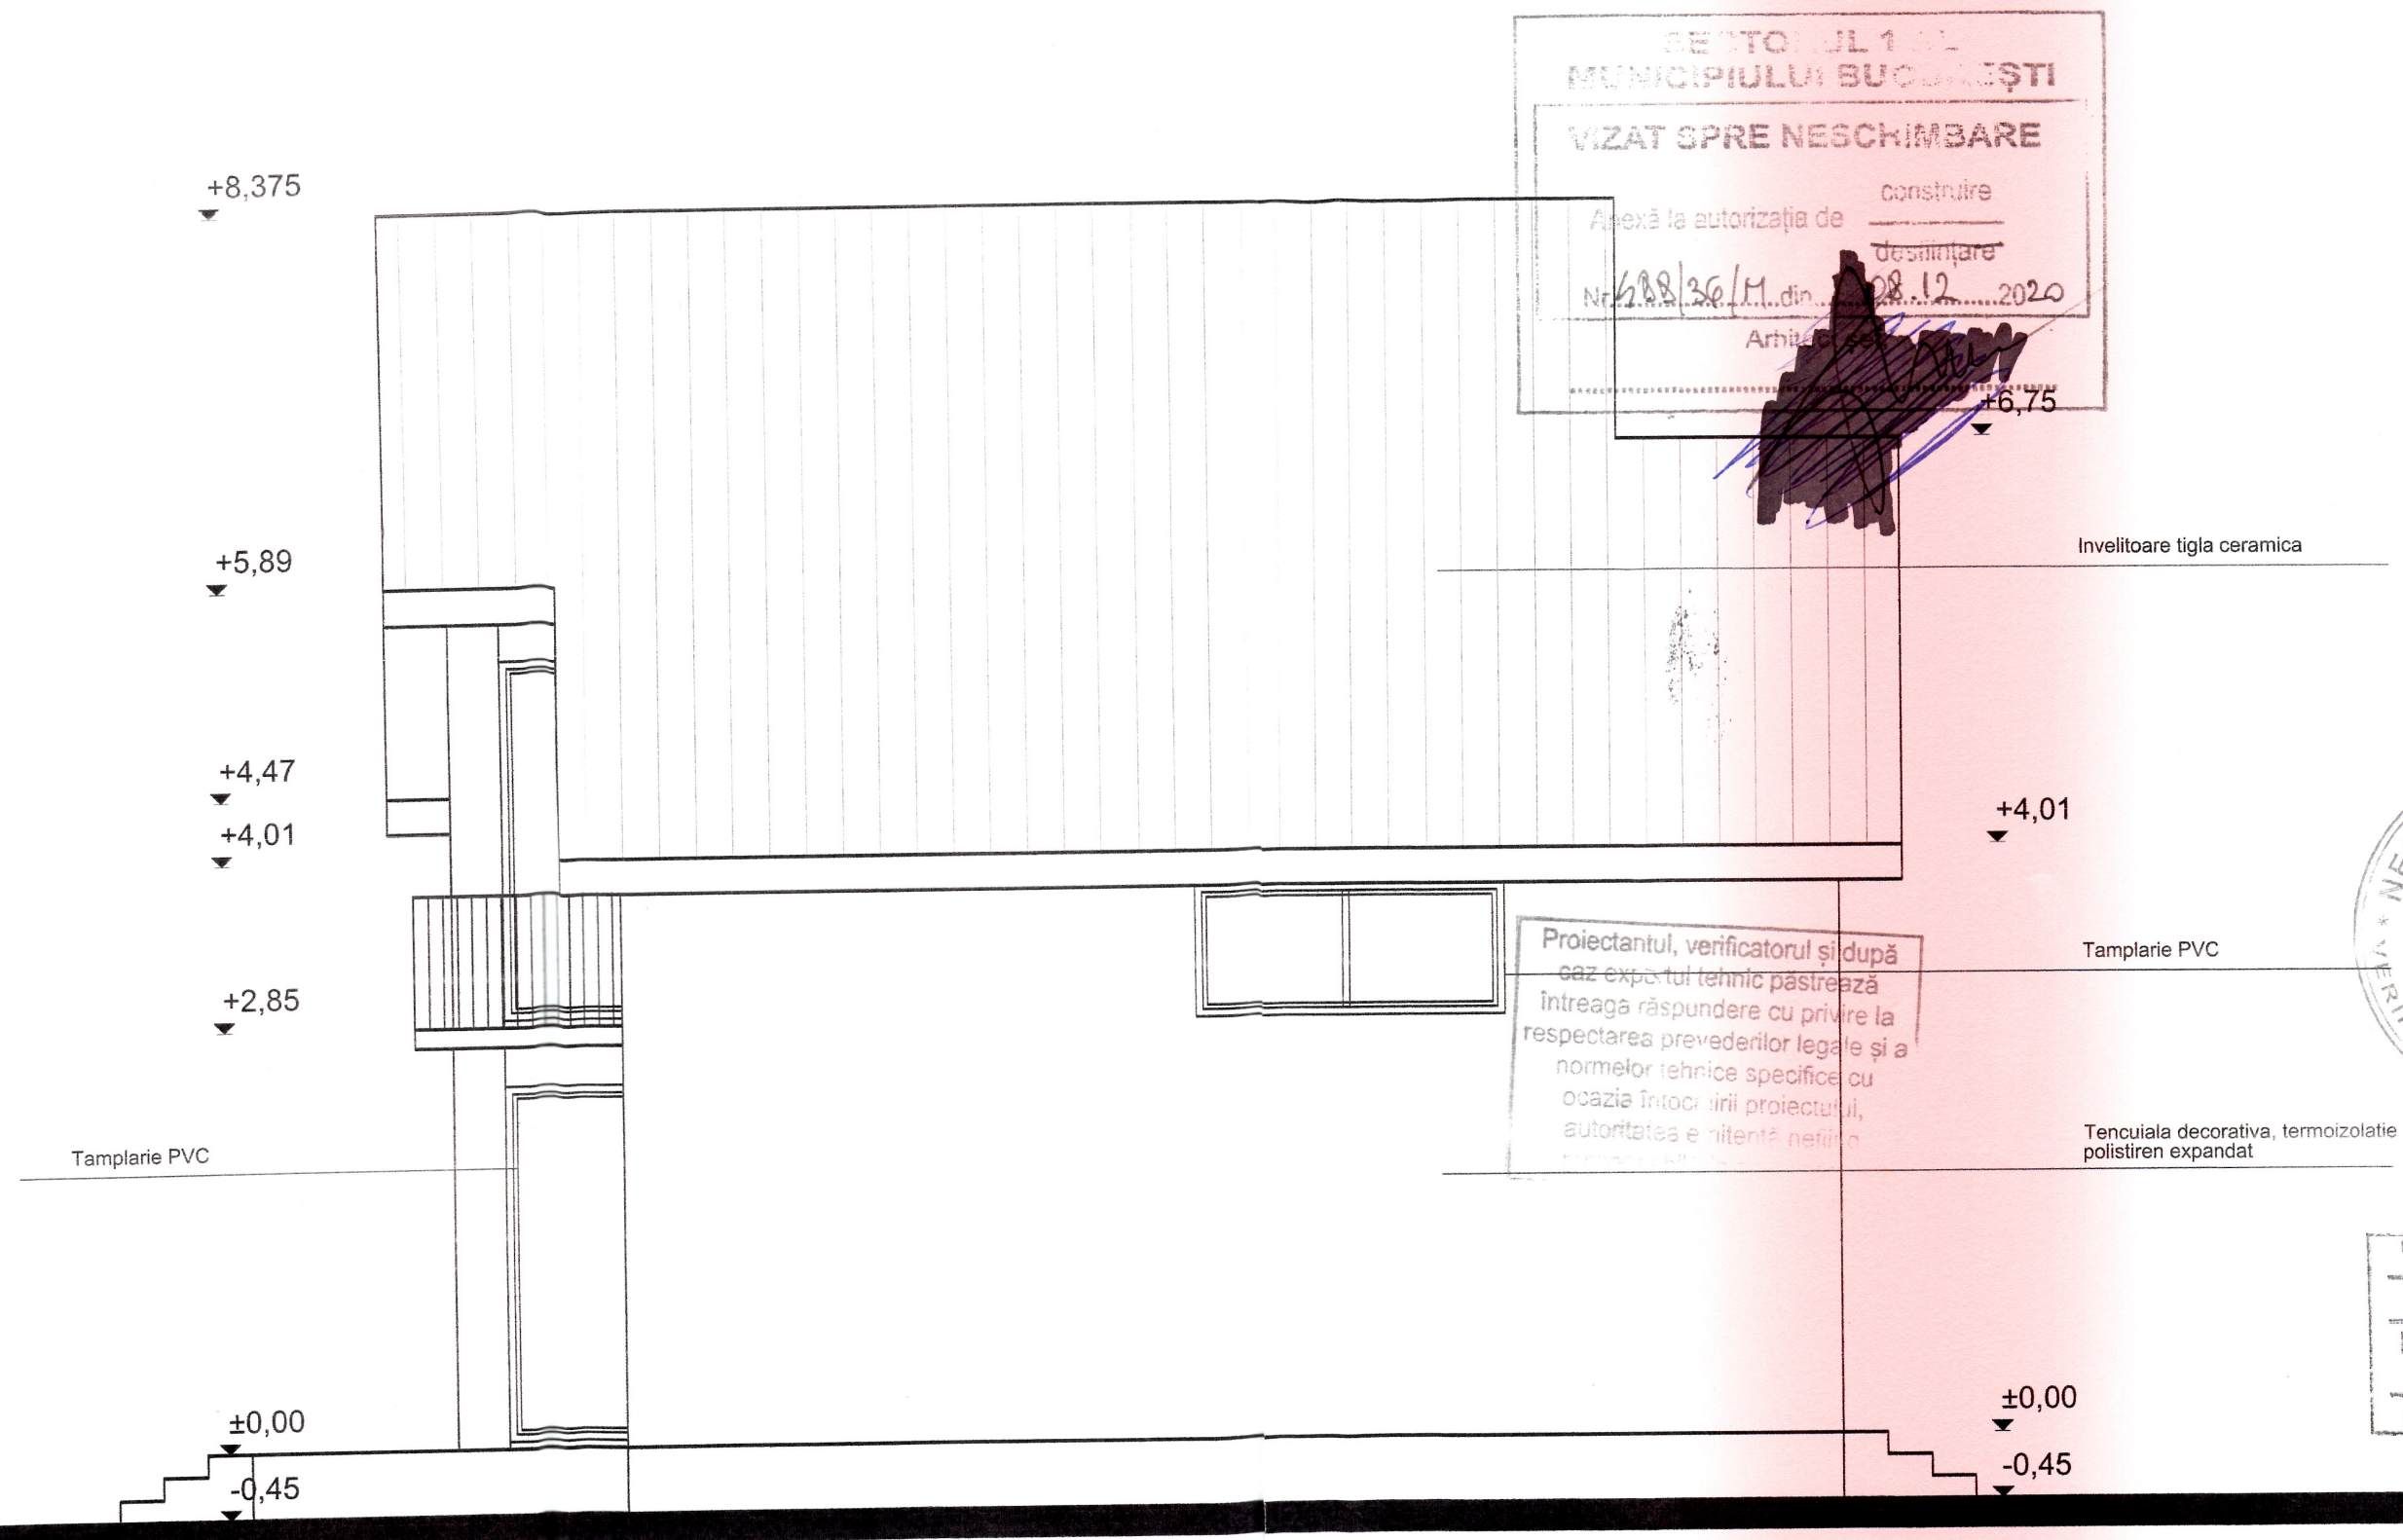 MUNICIPIULUI
VIZAT SPRE NESCHIMBARE
construire
Anexă la autorizația de
desființare
Nr. 588/36/M din 08.12 2020
+8,375
+6,75
Invelitoare tigla ceramica
+5,89
+4,47
+4,01
+4,01
Proiectantul, verificatorul și după
caz expertul tehnic păstrează
întreaga răspundere cu privire la
respectarea prevederilor legale și a
normelor tehnice specifice cu
ocazia proiectului,
autoritatea
Tamplarie PVC
+2,85
Tencuiala decorativa, termoizolatie
polistiren expandat
Tamplarie PVC
±0,00
±0,00
-0,45
-0,45